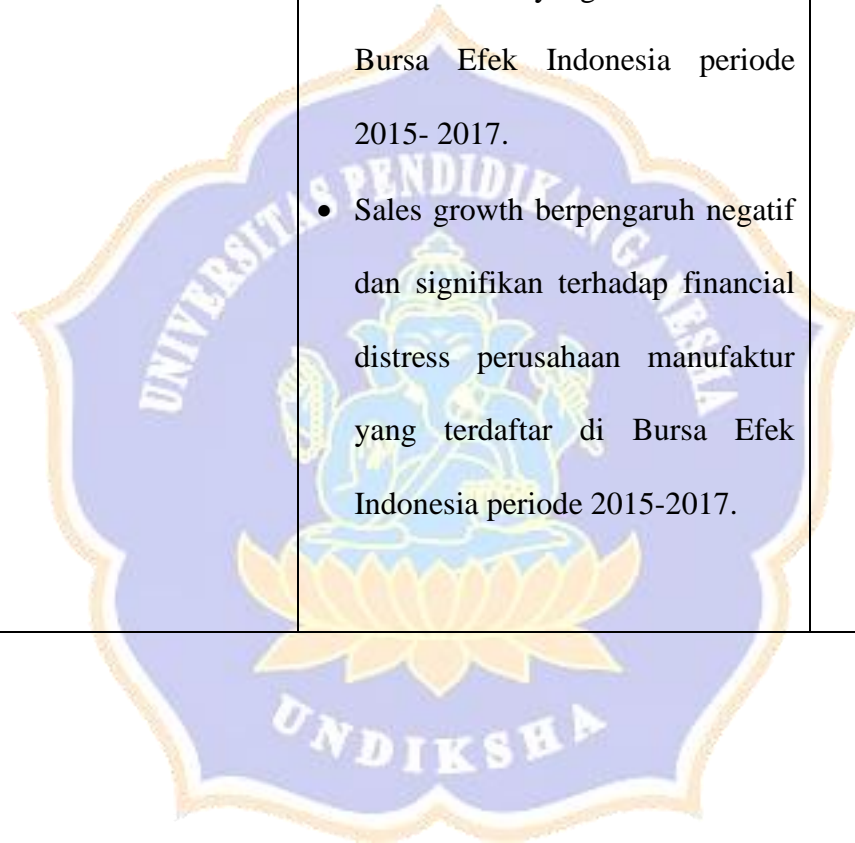 Bursa Efek Indonesia periode
2015- 2017.
• Sales growth berpengaruh negatif
dan signifikan terhadap financial
distress perusahaan manufaktur
yang terdaftar di Bursa Efek
Indonesia periode 2015-2017.
UNIVERSITAS PENDIDIKAN GANESHA
UNDIKSHA